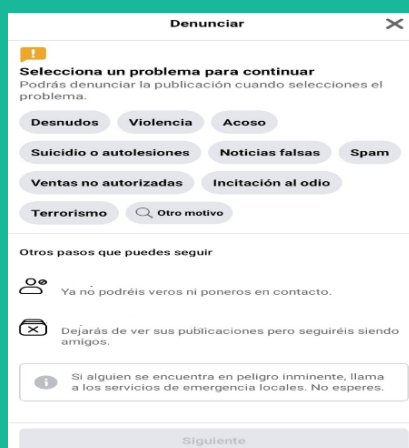 Denunciar
Selecciona un problema para continuar
Podrás denunciar la publicación cuando selecciones el
problema.
Desnudos Violencia Acoso
Suicidio o autolesiones Noticias falsas Spam
Ventas no autorizadas Incitación al odio
Terrorismo Otro motivo
Otros pasos que puedes seguir
Ya no podréis veros ni poneros en contacto.
Dejarás de ver sus publicaciones pero seguiréis siendo
amigos.
Si alguien se encuentra en peligro inminente, llama
a los servicios de emergencia locales. No esperes.
Siguiente